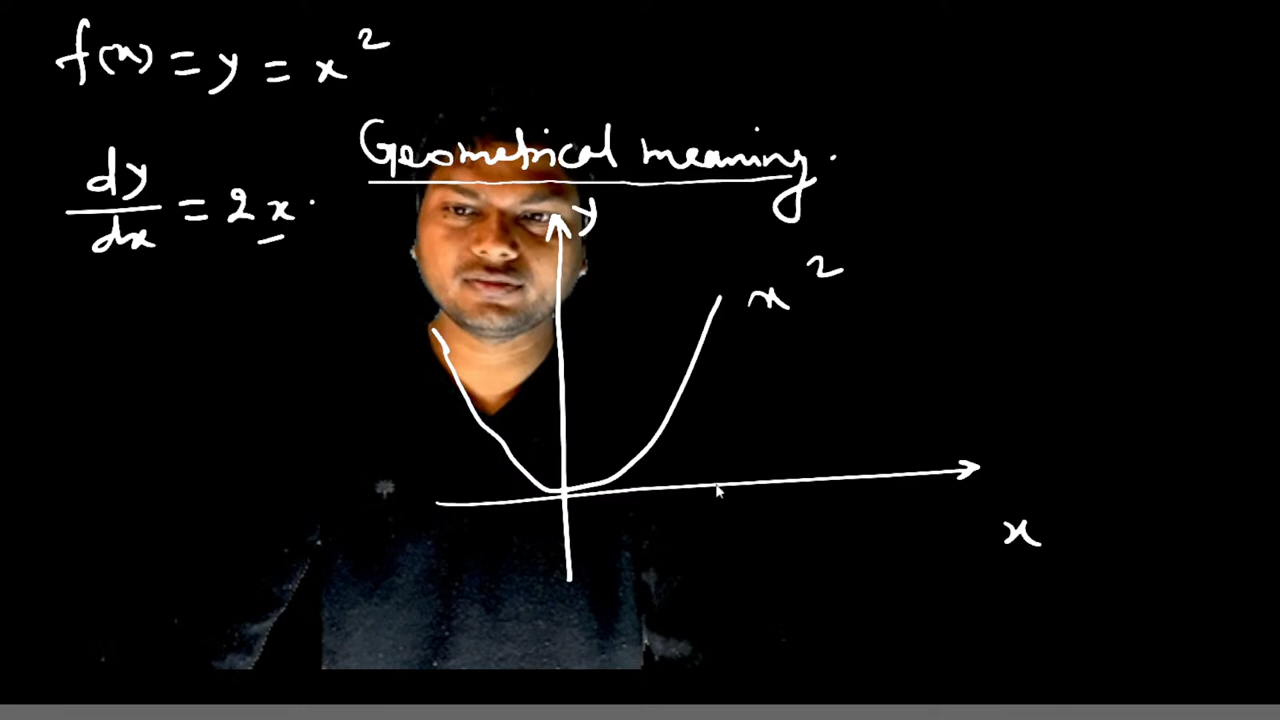 f(x) = y = x²
Geometrical meaning.
dy/dx = 2x.
y
x²
x